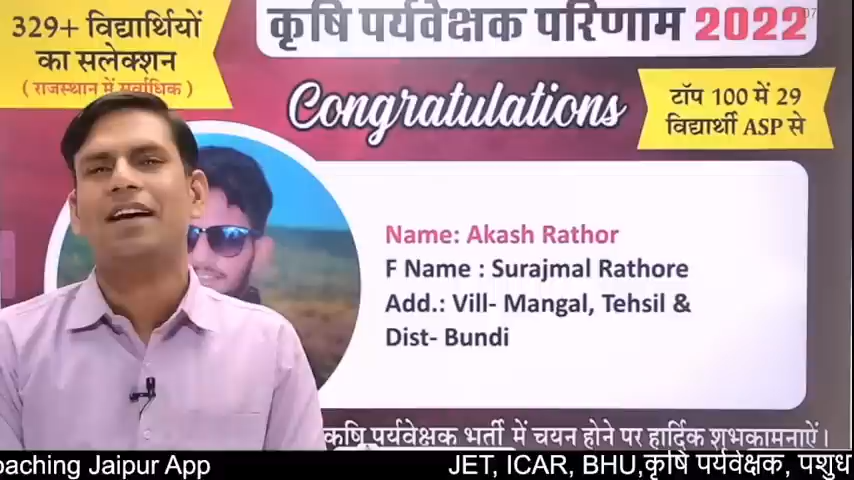 329+ विद्यार्थियों
का सलेक्शन
( राजस्थान में सर्वाधिक )
कृषि पर्यवेक्षक परिणाम 2022
Congratulations
टॉप 100 में 29
विद्यार्थी ASP से
Name: Akash Rathor
F Name : Surajmal Rathore
Add.: Vill- Mangal, Tehsil &
Dist- Bundi
कृषि पर्यवेक्षक भर्ती में चयन होने पर हार्दिक शुभकामनाऐं।
oaching Jaipur App JET, ICAR, BHU,कृषि पर्यवेक्षक, पशुध